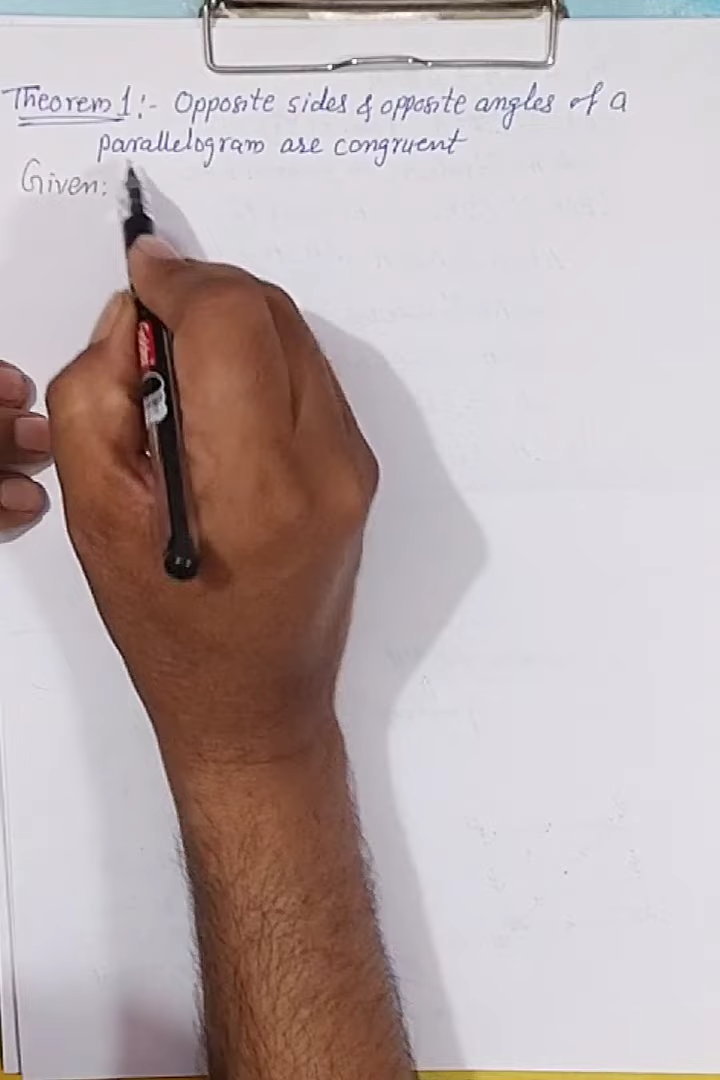 Theorem 1:- Opposite sides & opposite angles of a
parallelogram are congruent
Given: